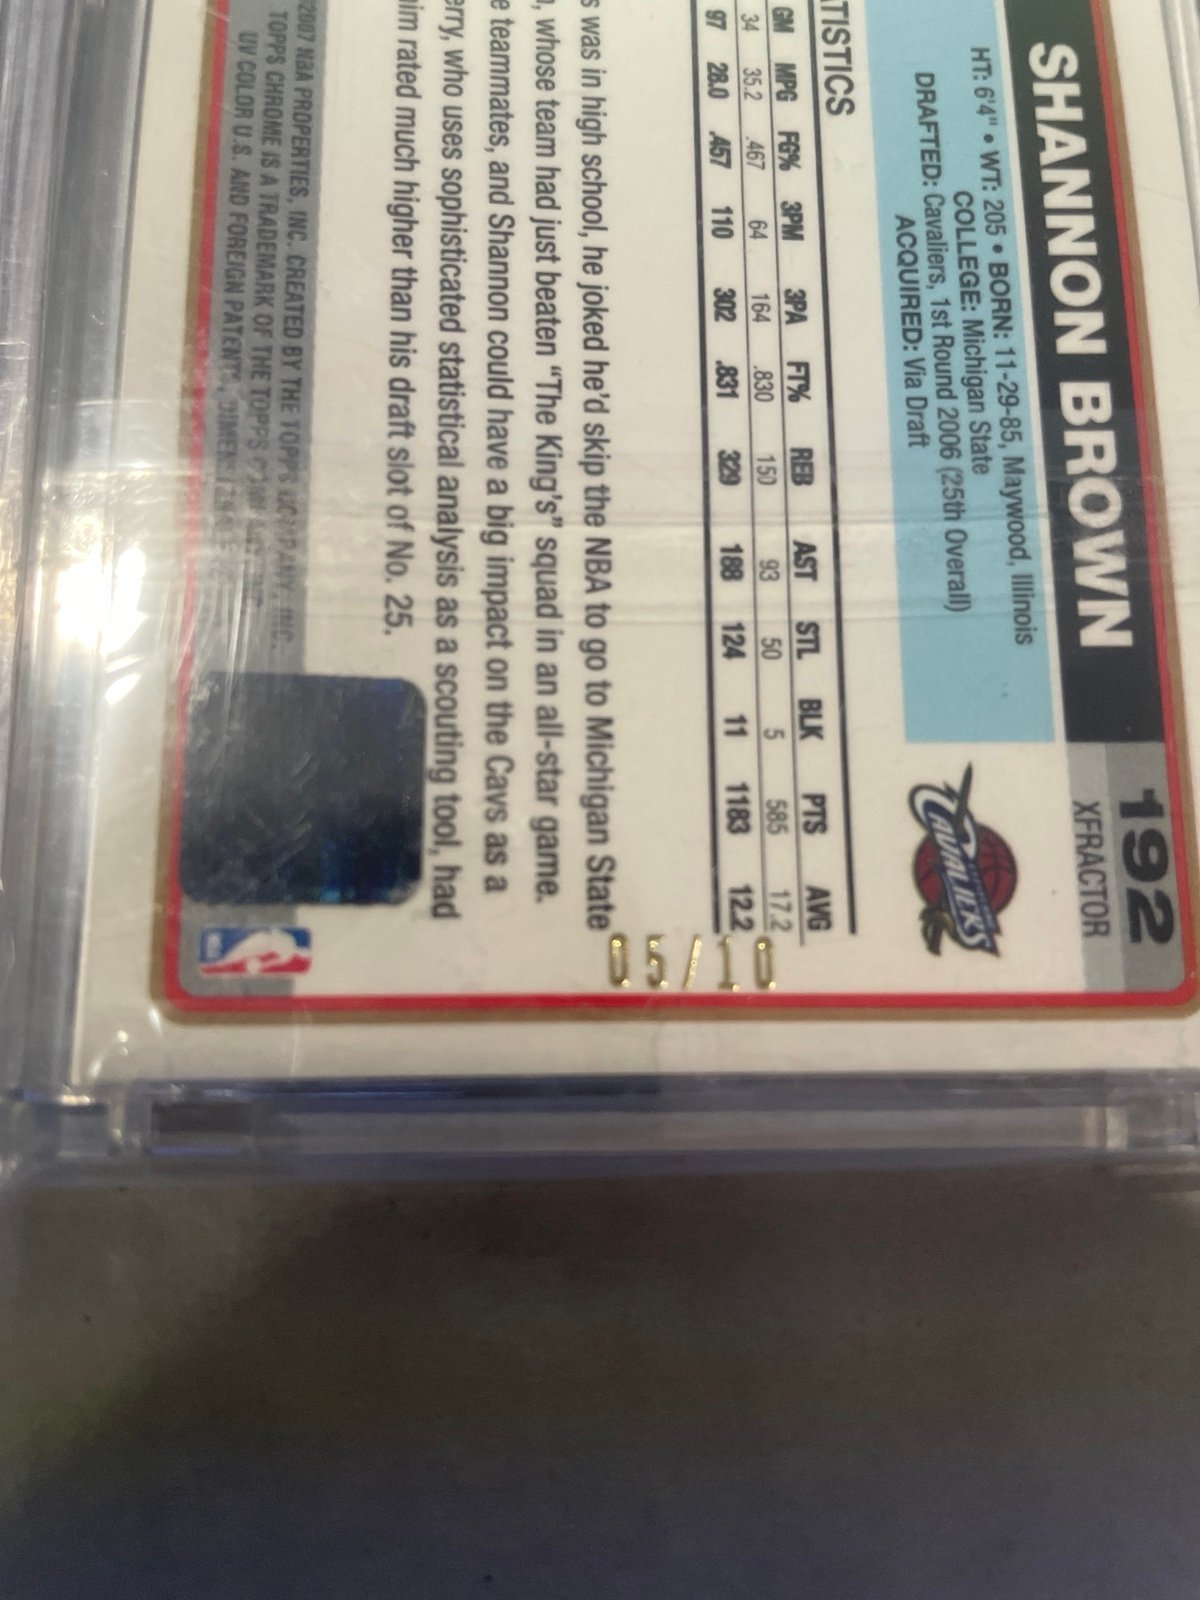 SHANNON BROWN
192
XFRACTOR
HT: 6'4" • WT: 205 • BORN: 11-29-85, Maywood, Illinois
COLLEGE: Michigan State
DRAFTED: Cavaliers, 1st Round 2006 (25th Overall)
ACQUIRED: Via Draft
CAVALIERS
TISTICS
GM MPG FG% 3PM 3PA FT% REB AST STL BLK PTS AVG
34 35.2 .467 64 164 .830 150 93 50 5 585 17.2
97 28.0 .457 110 302 .831 329 188 124 11 1183 12.2
05/10
s was in high school, he joked he'd skip the NBA to go to Michigan State
, whose team had just beaten "The King's" squad in an all-star game.
e teammates, and Shannon could have a big impact on the Cavs as a
erry, who uses sophisticated statistical analysis as a scouting tool, had
im rated much higher than his draft slot of No. 25.
2007 NBA PROPERTIES, INC. CREATED BY THE TOPPS COMPANY, INC.
TOPPS CHROME IS A TRADEMARK OF THE TOPPS
UV COLOR U.S. AND FOREIGN PATENTS,